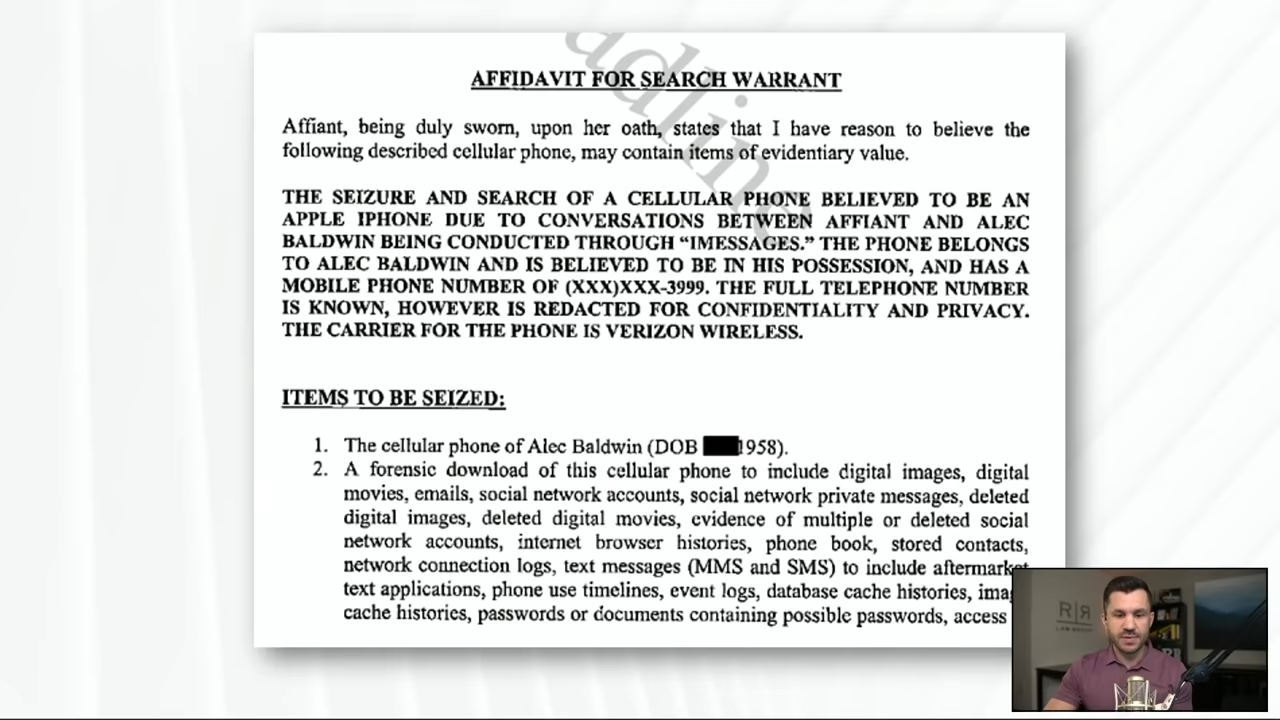 AFFIDAVIT FOR SEARCH WARRANT
Affiant, being duly sworn, upon her oath, states that I have reason to believe the
following described cellular phone, may contain items of evidentiary value.
THE SEIZURE AND SEARCH OF A CELLULAR PHONE BELIEVED TO BE AN
APPLE IPHONE DUE TO CONVERSATIONS BETWEEN AFFIANT AND ALEC
BALDWIN BEING CONDUCTED THROUGH “IMESSAGES.” THE PHONE BELONGS
TO ALEC BALDWIN AND IS BELIEVED TO BE IN HIS POSSESSION, AND HAS A
MOBILE PHONE NUMBER OF (XXX)XXX-3999. THE FULL TELEPHONE NUMBER
IS KNOWN, HOWEVER IS REDACTED FOR CONFIDENTIALITY AND PRIVACY.
THE CARRIER FOR THE PHONE IS VERIZON WIRELESS.
ITEMS TO BE SEIZED:
1. The cellular phone of Alec Baldwin (DOB 1958).
2. A forensic download of this cellular phone to include digital images, digital
movies, emails, social network accounts, social network private messages, deleted
digital images, deleted digital movies, evidence of multiple or deleted social
network accounts, internet browser histories, phone book, stored contacts,
network connection logs, text messages (MMS and SMS) to include aftermarket
text applications, phone use timelines, event logs, database cache histories,
cache histories, passwords or documents containing possible passwords, access
adline
R|R